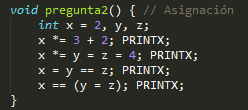 void pregunta2() { // Asignación
int x = 2, y, z;
x *= 3 + 2; PRINTX;
x *= y = z = 4; PRINTX;
x = y == z; PRINTX;
x == (y = z); PRINTX;
}